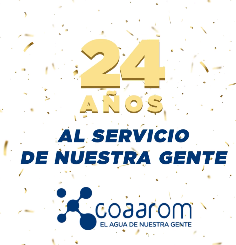 24
AÑOS
AL SERVICIO
DE NUESTRA GENTE
coaarom
EL AGUA DE NUESTRA GENTE